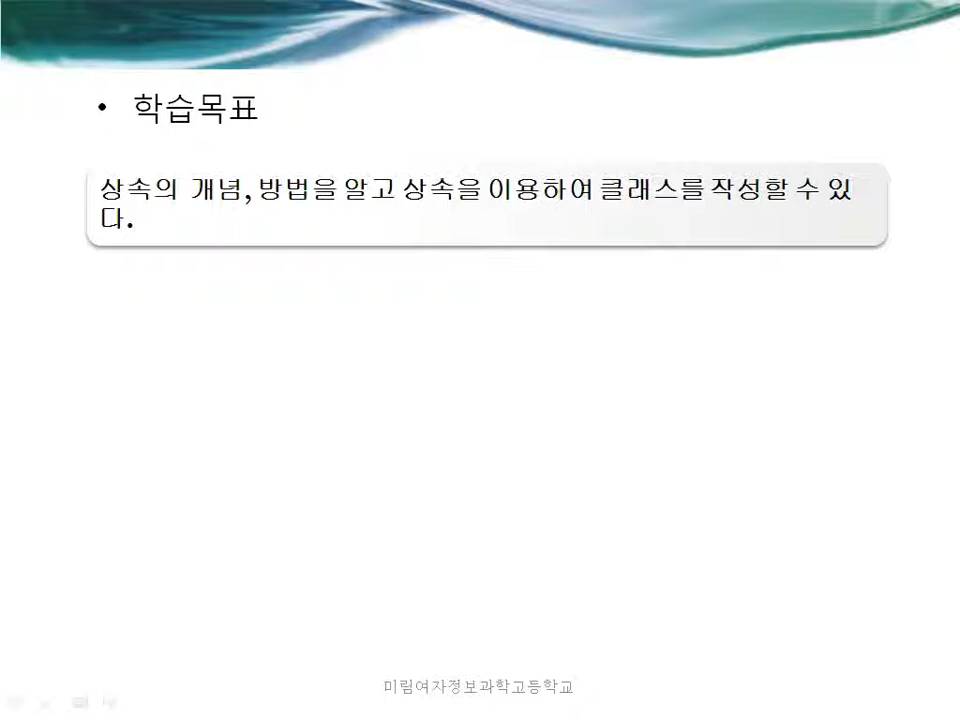 • 학습목표
상속의 개념, 방법을 알고 상속을 이용하여 클래스를 작성할 수 있
다.
미림여자정보과학고등학교